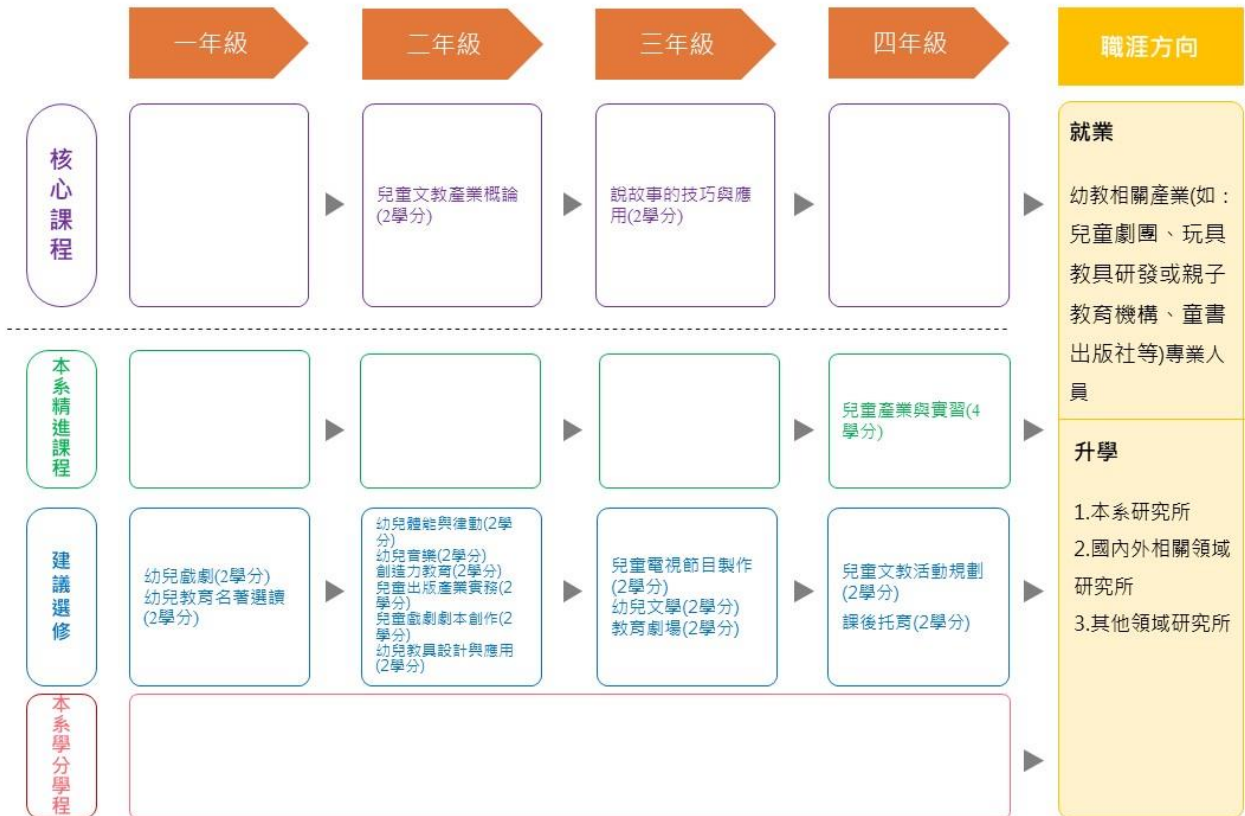 一年級
二年級
三年級
四年級
職涯方向
核心課程
兒童文教產業概論
(2學分)
說故事的技巧與應
用(2學分)
本系精進課程
兒童產業與實習(4
學分)
建議選修
幼兒戲劇(2學分)
幼兒教育名著選讀
(2學分)
幼兒體能與律動(2學
分)
幼兒音樂(2學分)
創造力教育(2學分)
兒童出版產業實務(2
學分)
兒童戲劇劇本創作(2
學分)
幼兒教具設計與應用
(2學分)
兒童電視節目製作
(2學分)
幼兒文學(2學分)
教育劇場(2學分)
兒童文教活動規劃
(2學分)
課後托育(2學分)
本系學分學程
就業
幼教相關產業(如：
兒童劇團、玩具
教具研發或親子
教育機構、童書
出版社等)專業人
員
升學
1.本系研究所
2.國內外相關領域
研究所
3.其他領域研究所